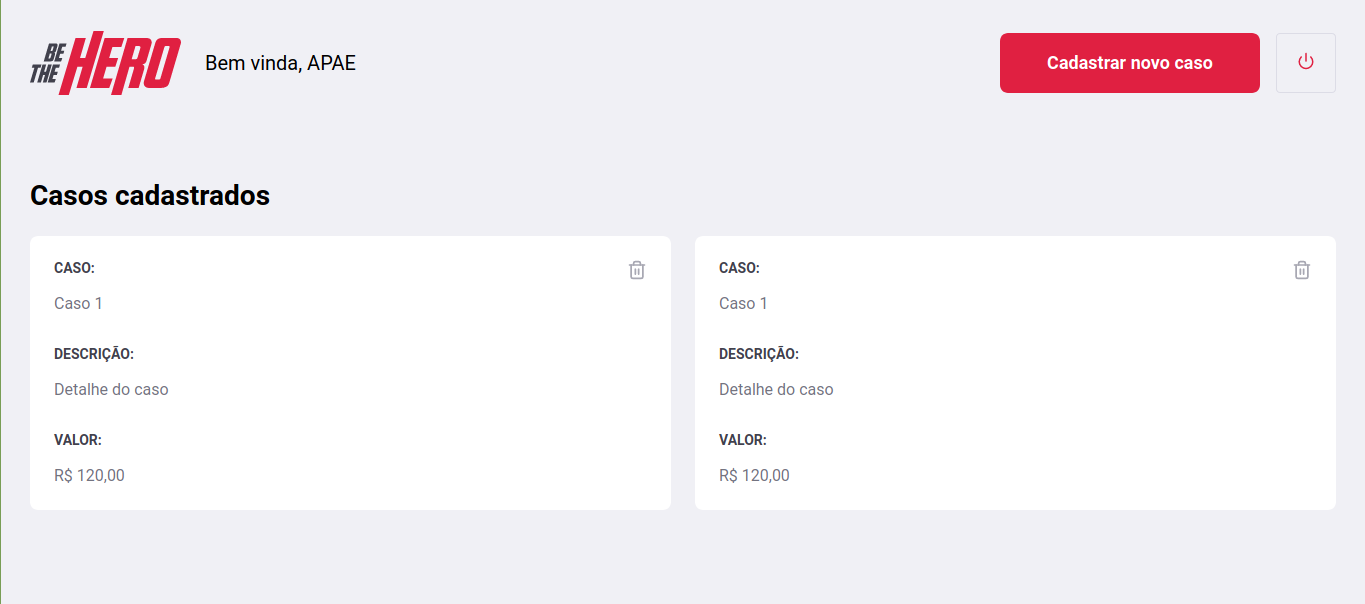 BE
THE HERO
Bem vinda, APAE
Cadastrar novo caso
Casos cadastrados
CASO:
Caso 1
DESCRIÇÃO:
Detalhe do caso
VALOR:
R$ 120,00
CASO:
Caso 1
DESCRIÇÃO:
Detalhe do caso
VALOR:
R$ 120,00